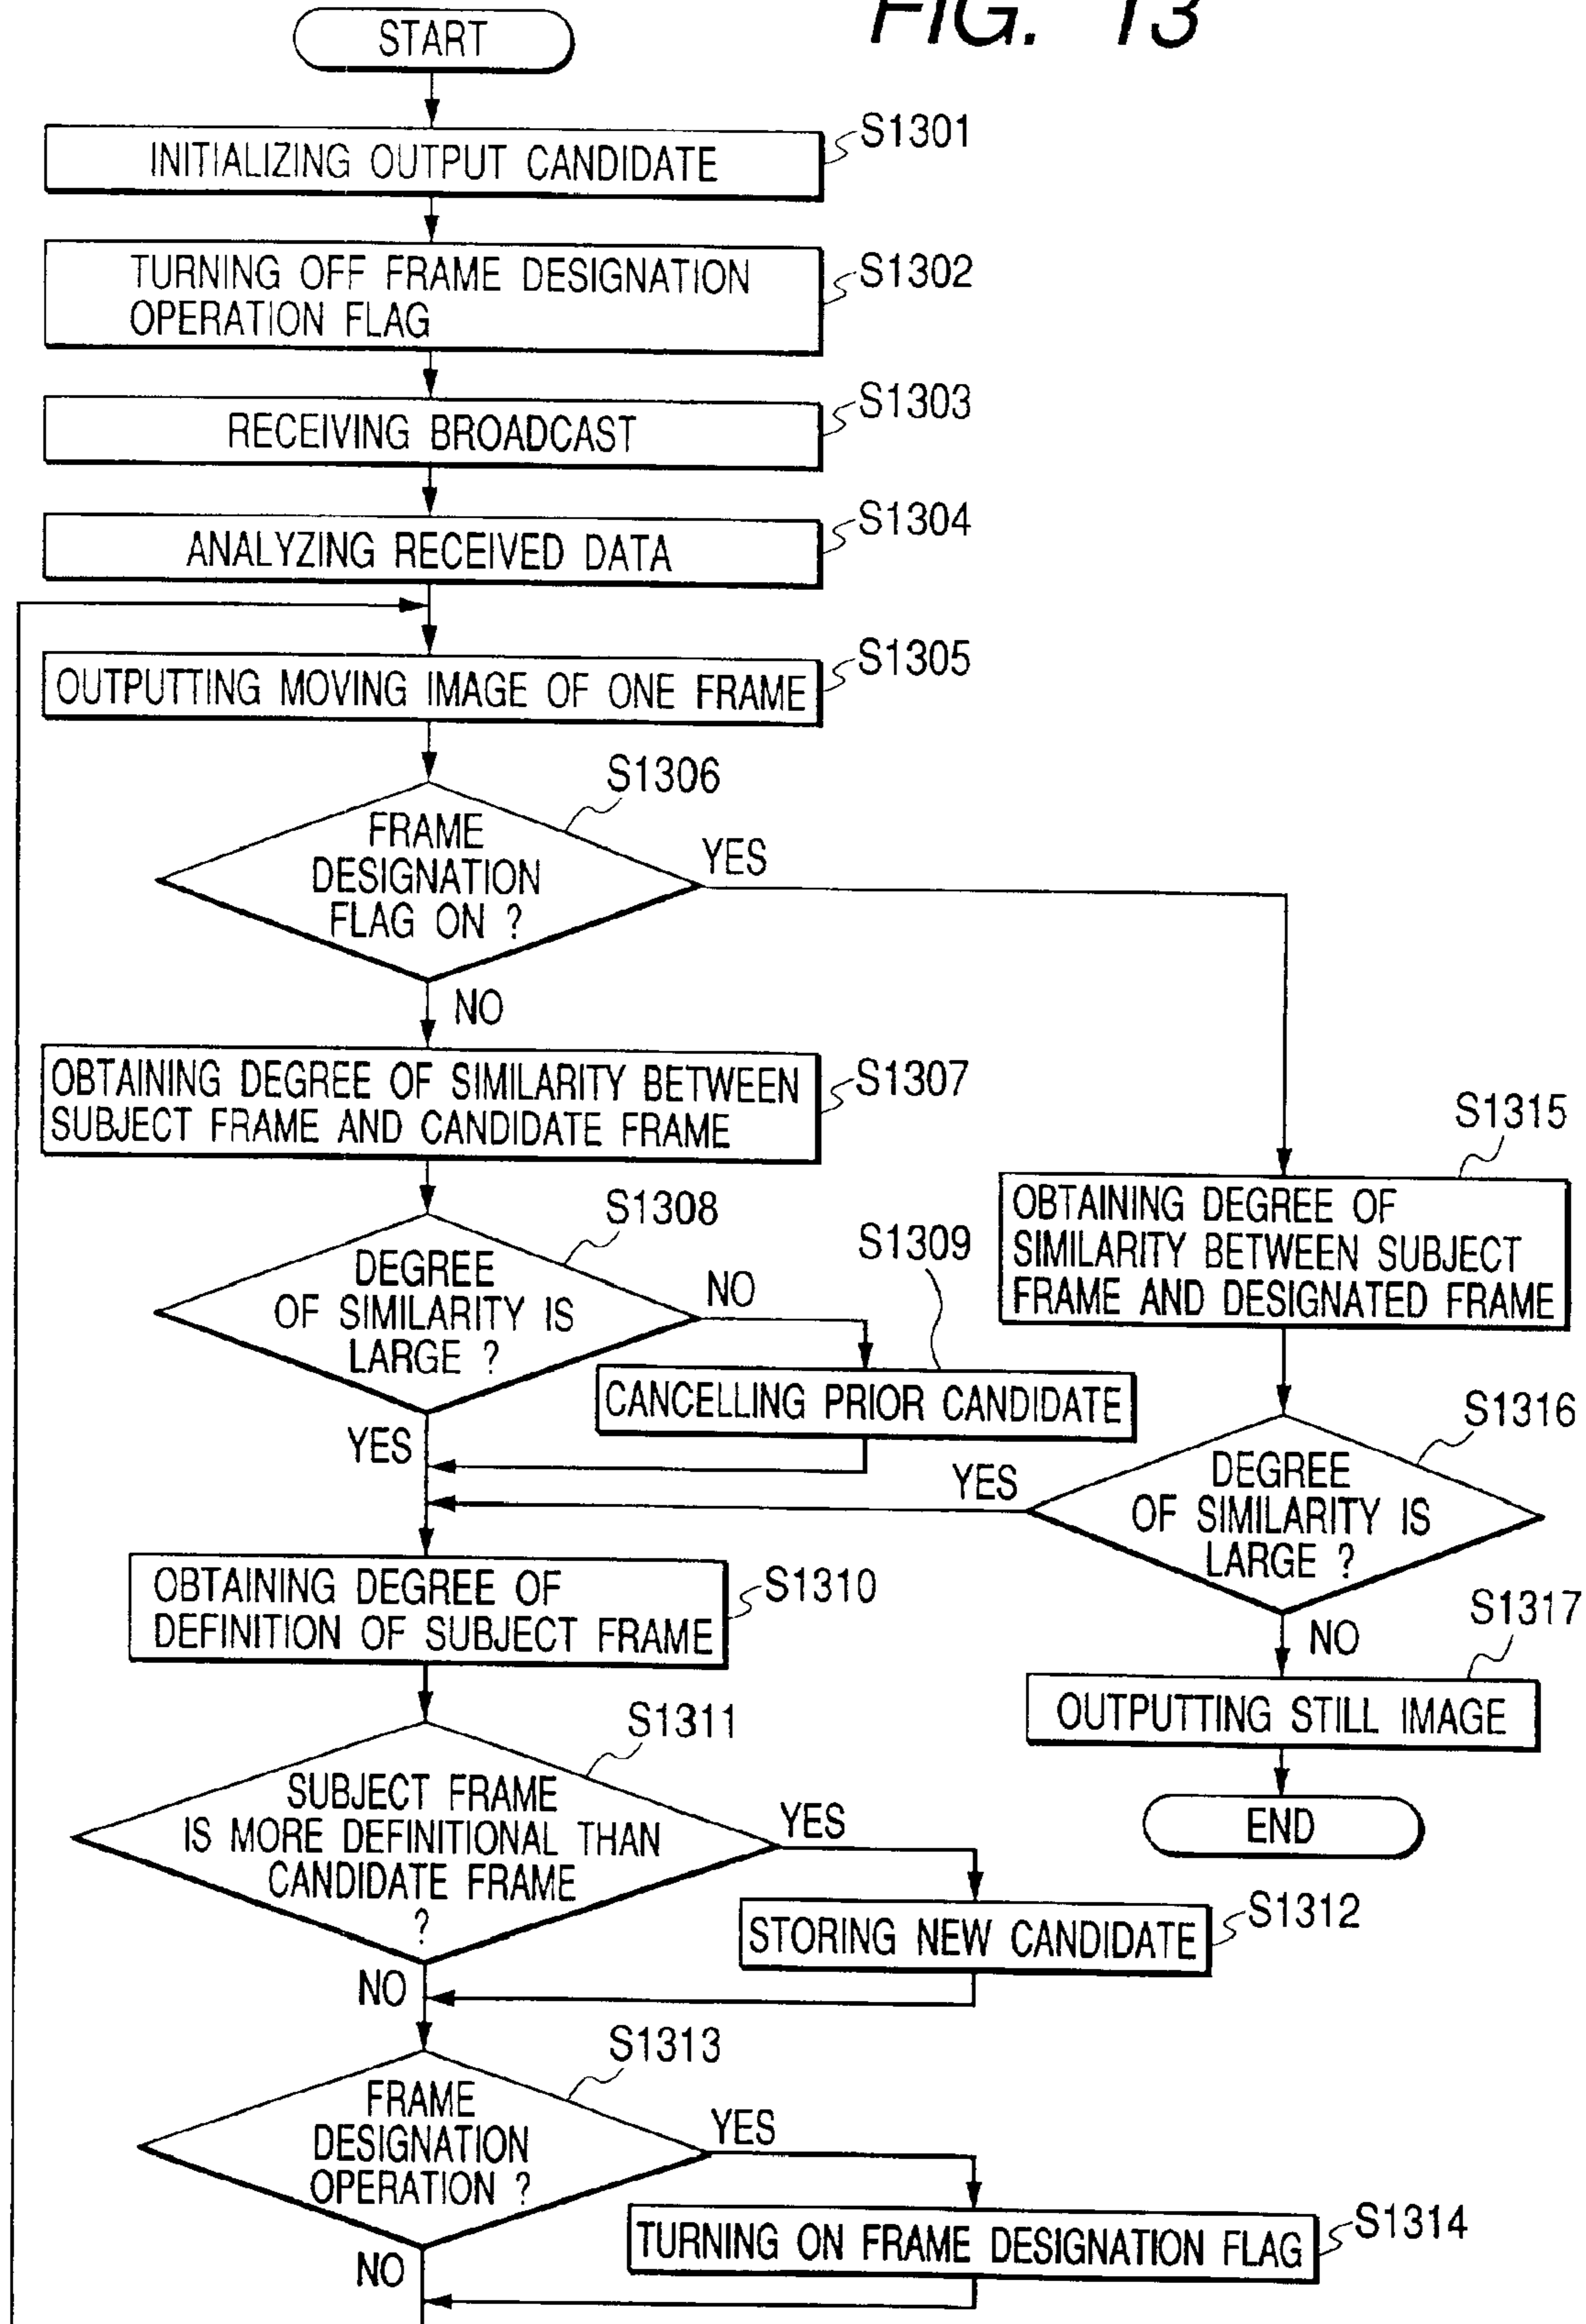 FIG. 13
START
INITIALIZING OUTPUT CANDIDATE
S1301
TURNING OFF FRAME DESIGNATION
OPERATION FLAG
S1302
RECEIVING BROADCAST
S1303
ANALYZING RECEIVED DATA
S1304
OUTPUTTING MOVING IMAGE OF ONE FRAME
S1305
S1306
FRAME
DESIGNATION
FLAG ON ?
YES
NO
OBTAINING DEGREE OF SIMILARITY BETWEEN
SUBJECT FRAME AND CANDIDATE FRAME
S1307
S1308
DEGREE
OF SIMILARITY IS
LARGE ?
NO
S1309
CANCELLING PRIOR CANDIDATE
YES
S1315
OBTAINING DEGREE OF
SIMILARITY BETWEEN SUBJECT
FRAME AND DESIGNATED FRAME
S1316
DEGREE
OF SIMILARITY IS
LARGE ?
YES
NO
S1317
OUTPUTTING STILL IMAGE
END
OBTAINING DEGREE OF
DEFINITION OF SUBJECT FRAME
S1310
S1311
SUBJECT FRAME
IS MORE DEFINITIONAL THAN
CANDIDATE FRAME
?
YES
STORING NEW CANDIDATE
S1312
NO
S1313
FRAME
DESIGNATION
OPERATION ?
YES
TURNING ON FRAME DESIGNATION FLAG
S1314
NO